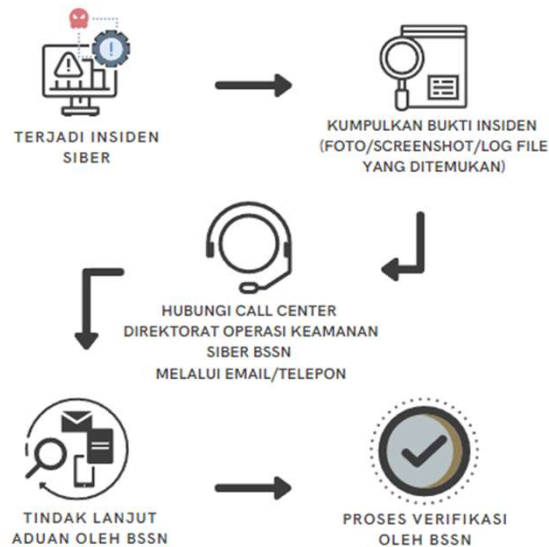 TERJADI INSIDEN
SIBER
KUMPULKAN BUKTI INSIDEN
(FOTO/SCREENSHOT/LOG FILE
YANG DITEMUKAN)
HUBUNGI CALL CENTER
DIREKTORAT OPERASI KEAMANAN
SIBER BSSN
MELALUI EMAIL/TELEPON
TINDAK LANJUT
ADUAN OLEH BSSN
PROSES VERIFIKASI
OLEH BSSN